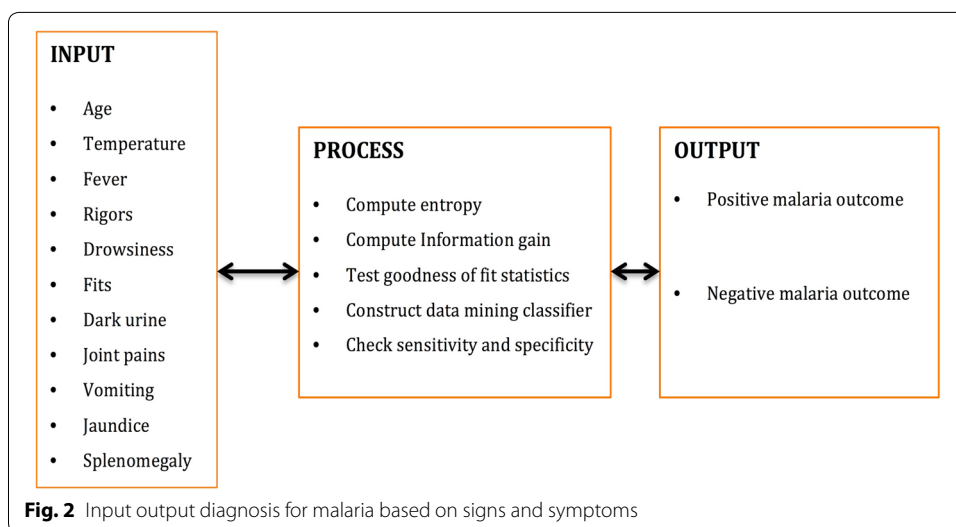 INPUT
• Age
• Temperature
• Fever
• Rigors
• Drowsiness
• Fits
• Dark urine
• Joint pains
• Vomiting
• Jaundice
• Splenomegaly
PROCESS
• Compute entropy
• Compute Information gain
• Test goodness of fit statistics
• Construct data mining classifier
• Check sensitivity and specificity
OUTPUT
• Positive malaria outcome
• Negative malaria outcome
Fig. 2 Input output diagnosis for malaria based on signs and symptoms